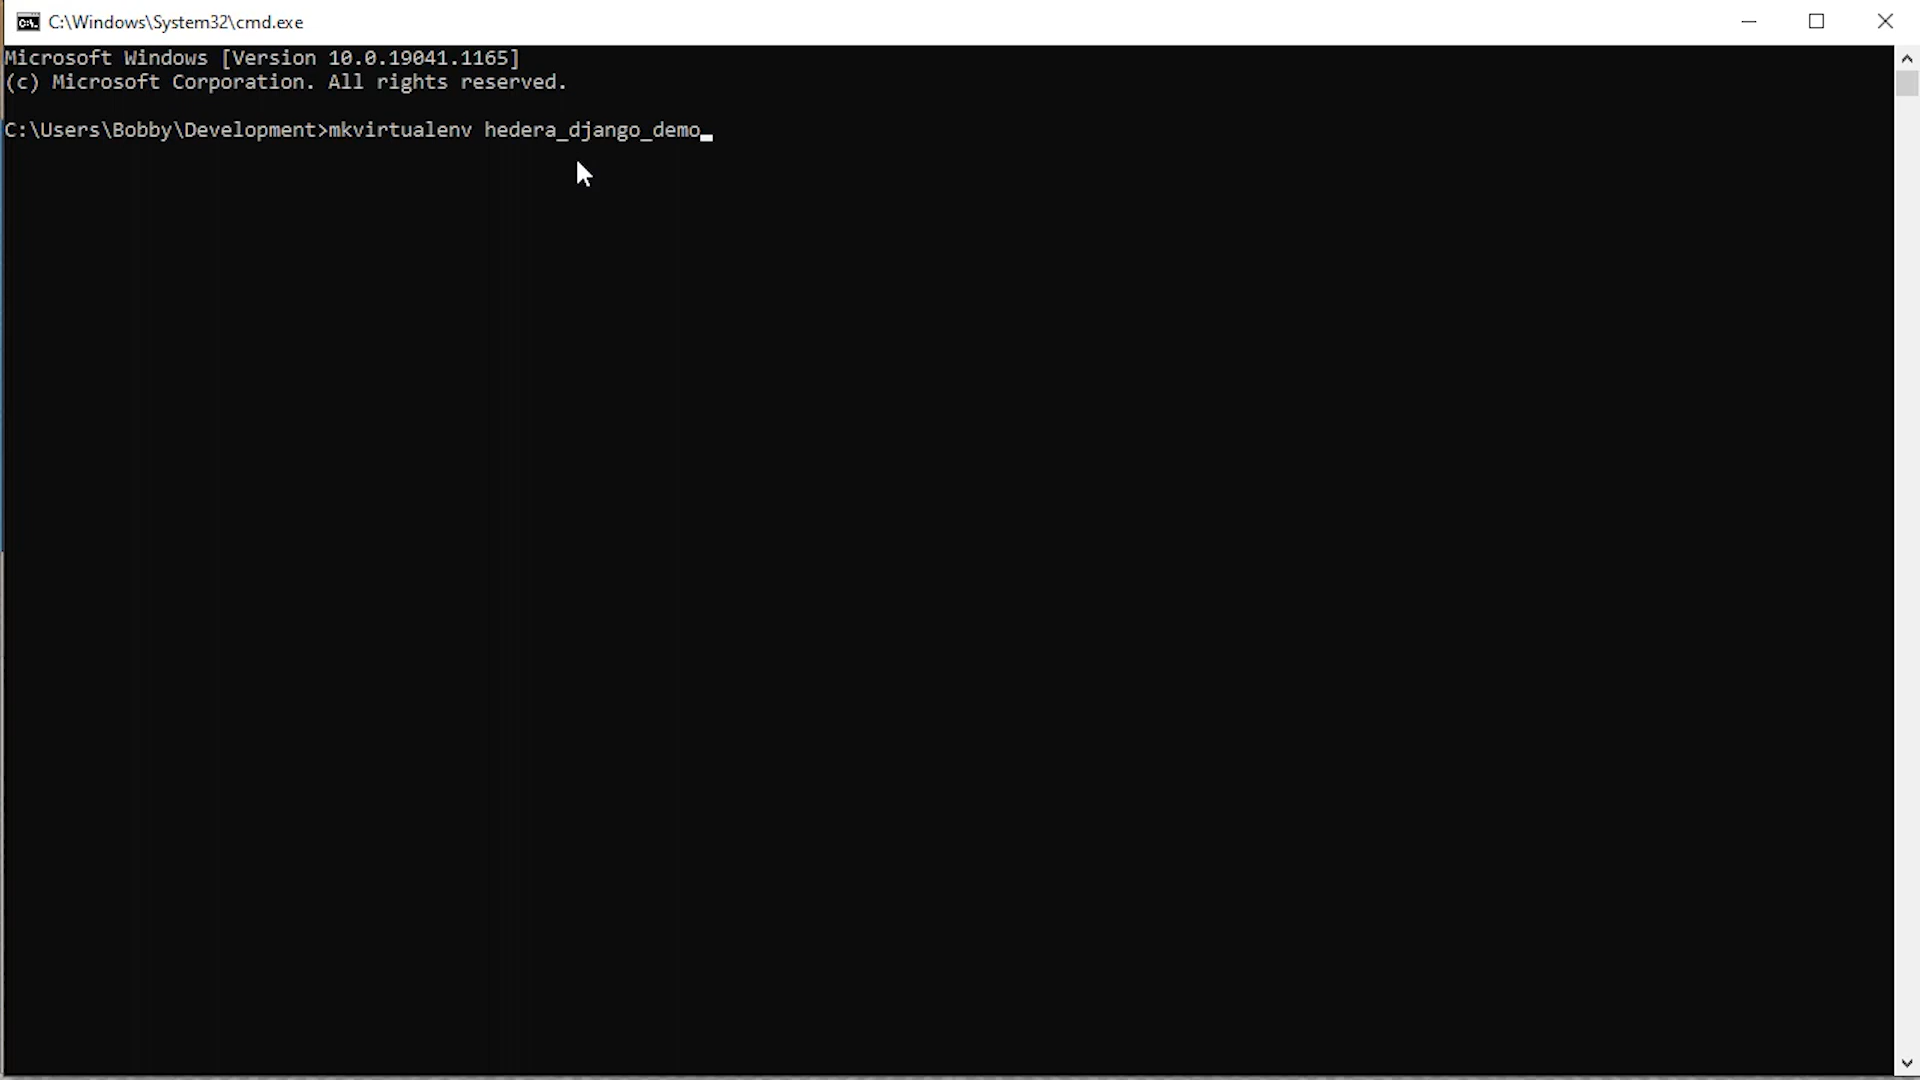 C:\Windows\System32\cmd.exe
Microsoft Windows [Version 10.0.19041.1165]
(c) Microsoft Corporation. All rights reserved.
C:\Users\Bobby\Development>mkvirtualenv hedera_django_demo